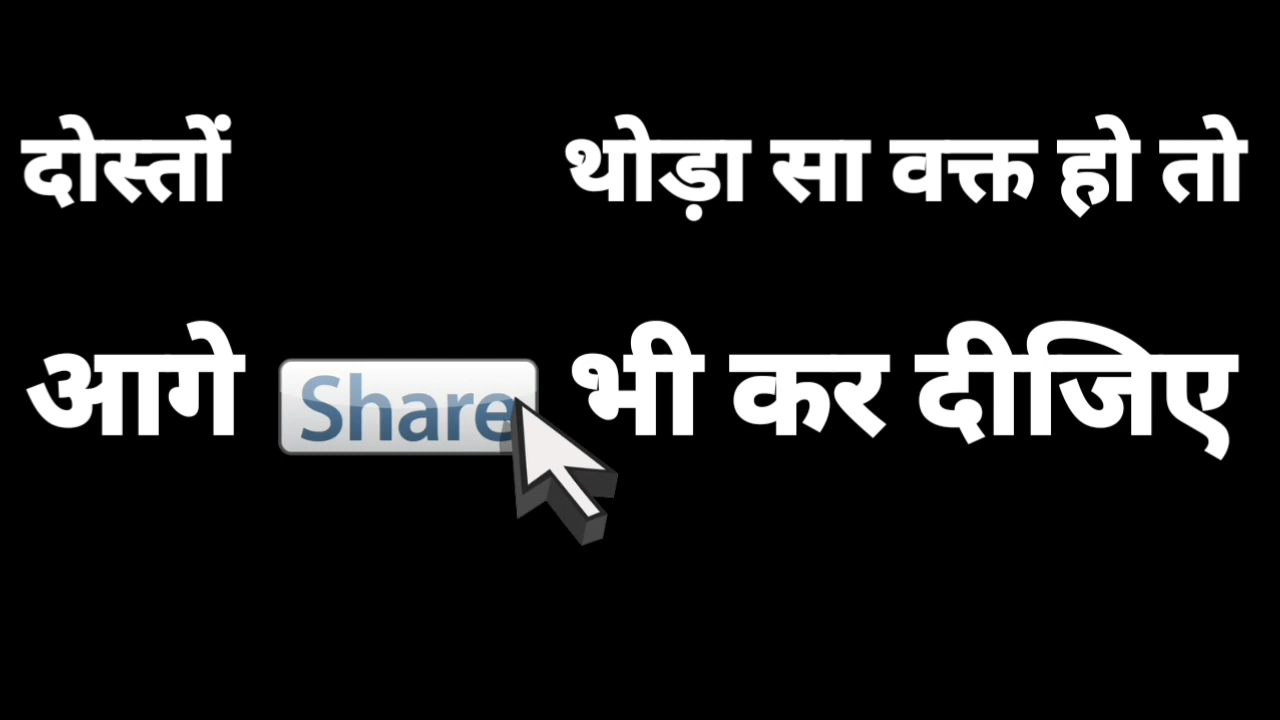 दोस्तों थोड़ा सा वक्त हो तो
आगे Share भी कर दीजिए